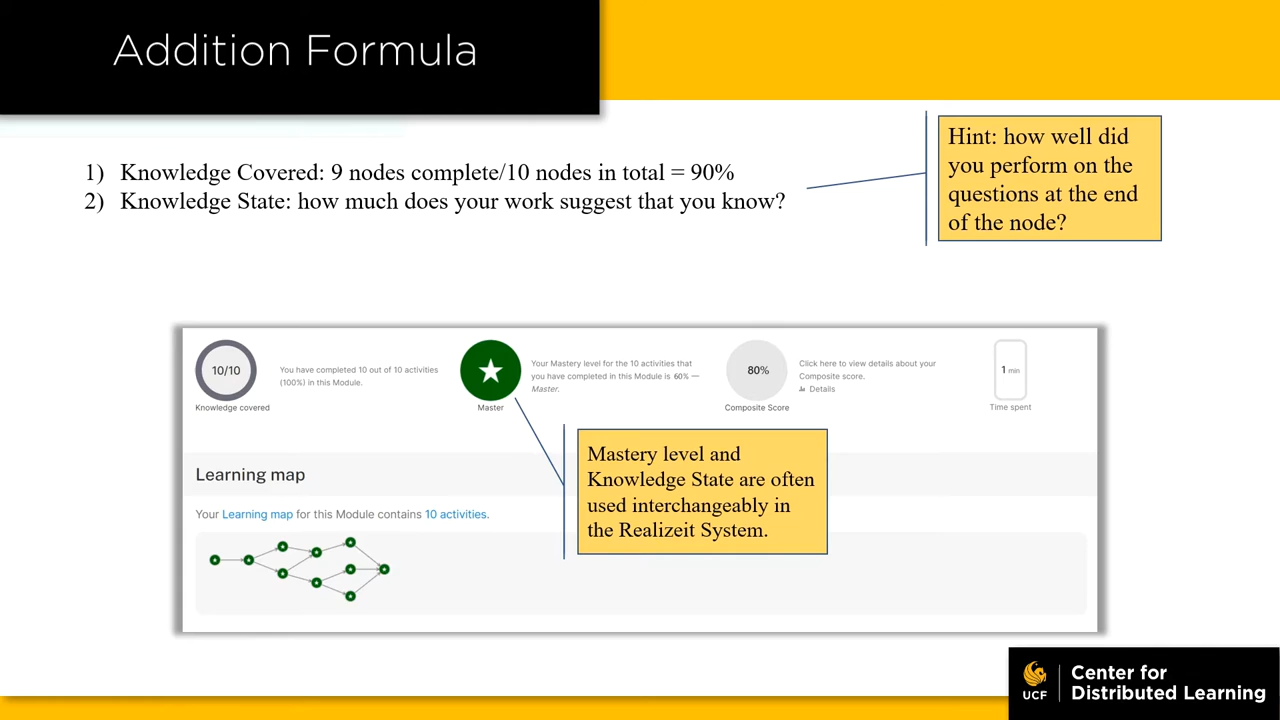 Addition Formula
1) Knowledge Covered: 9 nodes complete/10 nodes in total = 90%
2) Knowledge State: how much does your work suggest that you know?
Hint: how well did
you perform on the
questions at the end
of the node?
10/10
Knowledge covered
You have completed 10 out of 10 activities
(100%) in this Module.
Master
Your Mastery level for the 10 activities that
you have completed in this Module is 60% —
Master.
80%
Composite Score
Click here to view details about your
Composite score.
Details
1 min
Time spent
Mastery level and
Knowledge State are often
used interchangeably in
the Realizeit System.
Learning map
Your Learning map for this Module contains 10 activities.
UCF
Center for
Distributed Learning